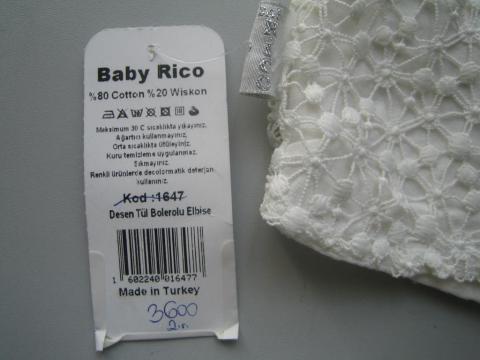 Baby Rico
%80 Cotton %20 Wiskon
Maksimum 30 C sıcaklıkta yıkayınız.
Ağartıcı kullanmayınız.
Orta sıcaklıkta ütüleyiniz.
Kuru temizleme uygulanmaz.
Sıkmayınız.
Renkli ürünlerde decolormatik deterjan
kullanınız.
Kod :1647
Desen Tül Bolerolu Elbise
1 602240 016477
Made in Turkey
3600